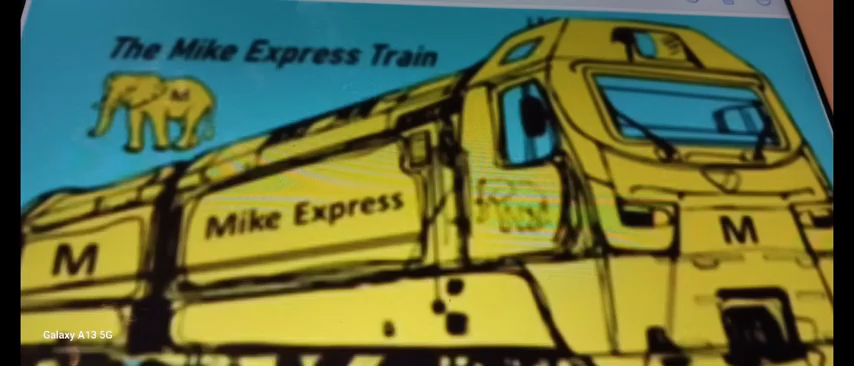 The Mike Express Train
M
Mike Express
M
M
Galaxy A13 5G